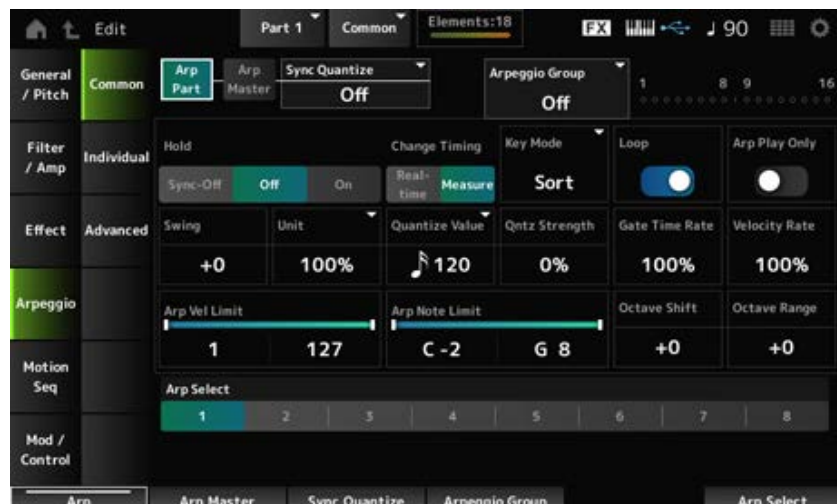 Edit
Part 1
Common
Elements:18
FX
90
General / Pitch
Common
Arp Part
Arp Master
Sync Quantize
Off
Arpeggio Group
Off
1 8 9 16
Filter / Amp
Individual
Hold
Sync-Off Off On
Change Timing
Real-time Measure
Key Mode
Sort
Loop
Arp Play Only
Effect
Advanced
Swing
+0
Unit
100%
Quantize Value
120
Qntz Strength
0%
Gate Time Rate
100%
Velocity Rate
100%
Arpeggio
Arp Vel Limit
1 127
Arp Note Limit
C -2 G 8
Octave Shift
+0
Octave Range
+0
Motion Seq
Arp Select
1 2 3 4 5 6 7 8
Mod / Control
Arp
Arp Master
Sync Quantize
Arpeggio Group
Arp Select